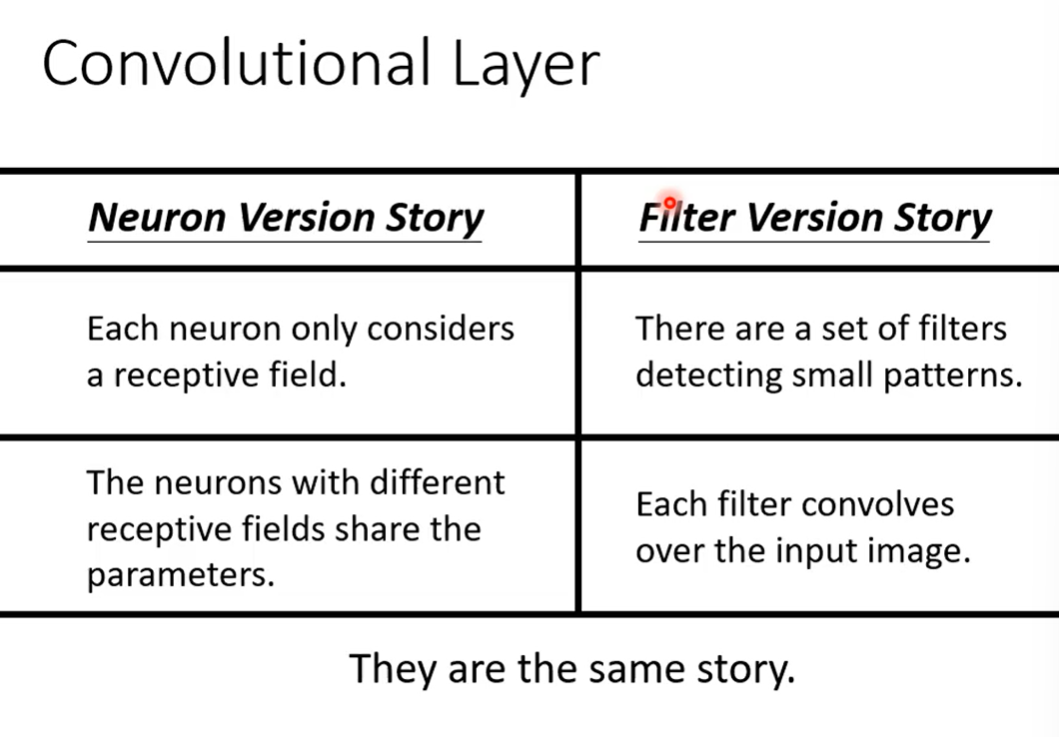 Convolutional Layer
Neuron Version Story
Filter Version Story
Each neuron only considers
a receptive field.
There are a set of filters
detecting small patterns.
The neurons with different
receptive fields share the
parameters.
Each filter convolves
over the input image.
They are the same story.